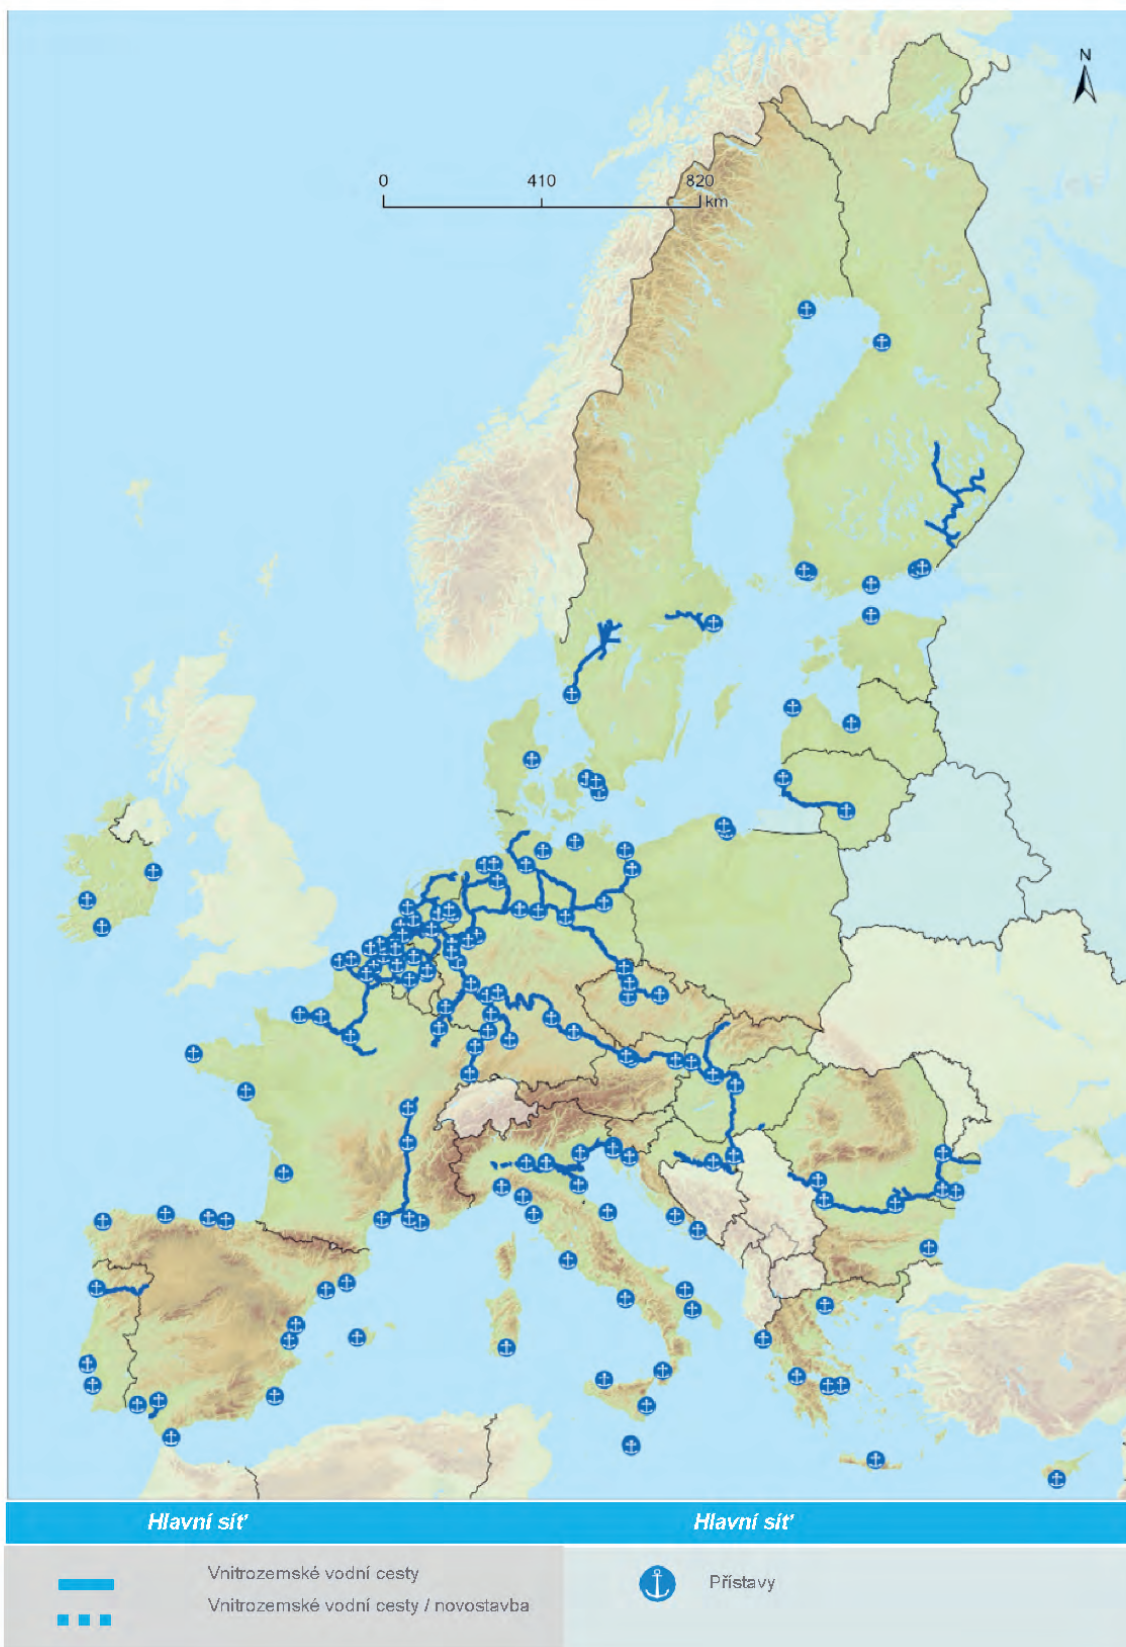 N
0 410 820
km
Hlavní síť Hlavní síť
Vnitrozemské vodní cesty
Vnitrozemské vodní cesty / novostavba
Přístavy